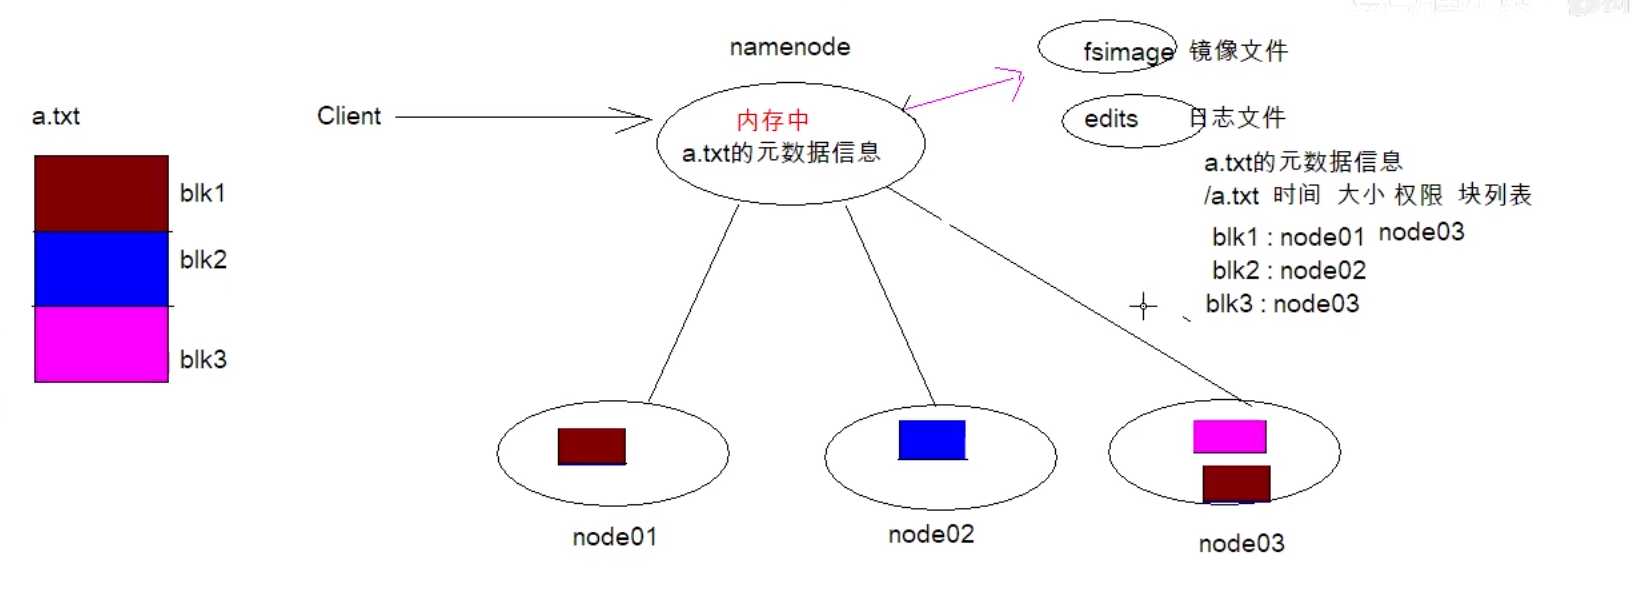 namenode
fsimage 镜像文件
a.txt
Client
内存中
edits 日志文件
a.txt的元数据信息
a.txt的元数据信息
/a.txt 时间 大小 权限 块列表
blk1
blk1 : node01 node03
blk2
blk2 : node02
blk3 : node03
blk3
node01
node02
node03